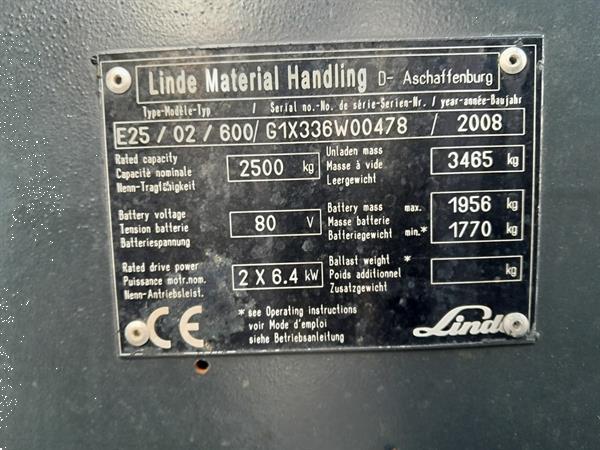 Linde Material Handling D- Aschaffenburg
Type-Modèle-Typ / Serial no.-No. de série-Serien-Nr. / year-année-Baujahr
E25 / 02 / 600 / G1X336W00478 / 2008
Rated capacity
Capacité nominale
Nenn-Tragfähigkeit
2500 kg
Unladen mass
Masse à vide
Leergewicht
3465 kg
Battery voltage
Tension batterie
Batteriespannung
80 V
Battery mass max.
Masse batterie
Batteriegewicht min.*
1956 kg
1770 kg
Rated drive power
Puissance motr.nom.
Nenn-Antriebsleist.
2 X 6.4 kW
Ballast weight *
Poids additionnel
Zusatzgewicht
kg
CE
* see Operating instructions
voir Mode d'emploi
siehe Betriebsanleitung
Linde